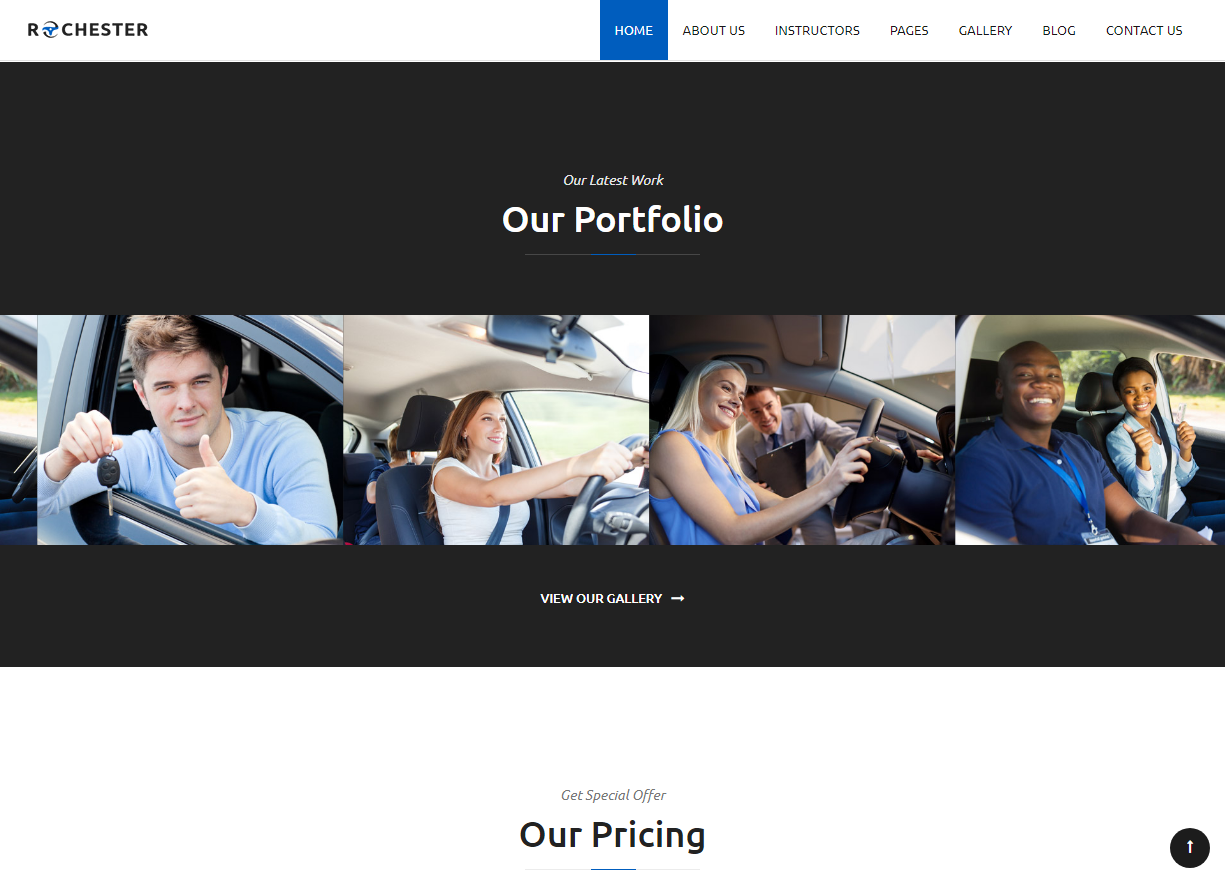 ROCHESTER
HOME ABOUT US INSTRUCTORS PAGES GALLERY BLOG CONTACT US
Our Latest Work
Our Portfolio
VIEW OUR GALLERY
Get Special Offer
Our Pricing